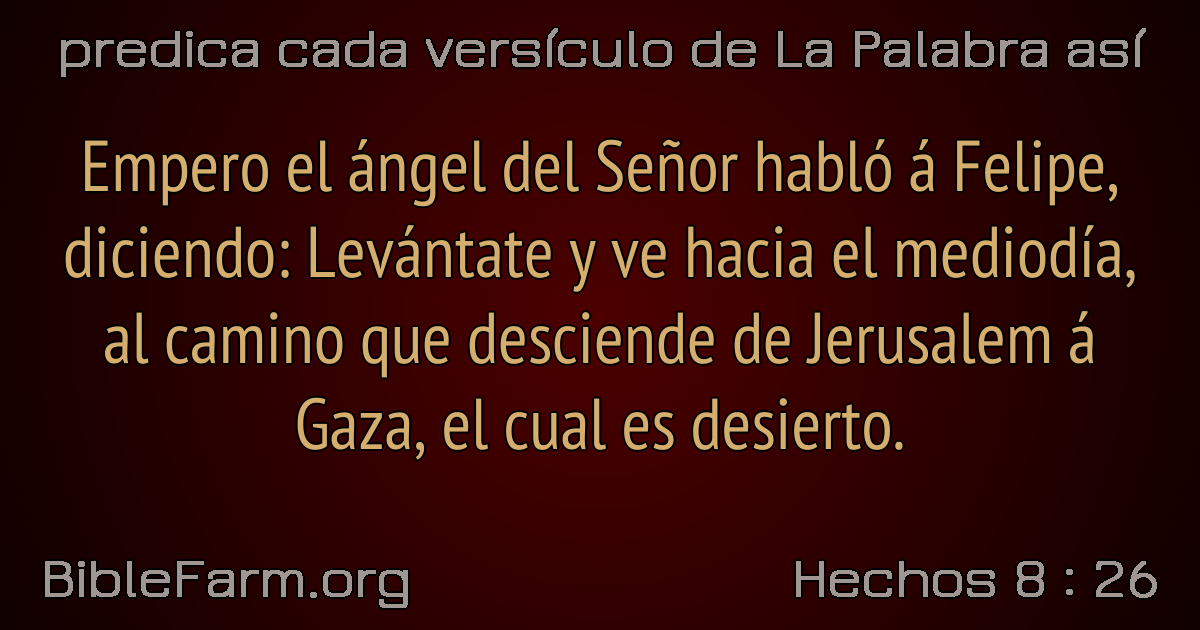 predica cada versículo de La Palabra así
Empero el ángel del Señor habló á Felipe,
diciendo: Levántate y ve hacia el mediodía,
al camino que desciende de Jerusalem á
Gaza, el cual es desierto.
BibleFarm.org
Hechos 8 : 26